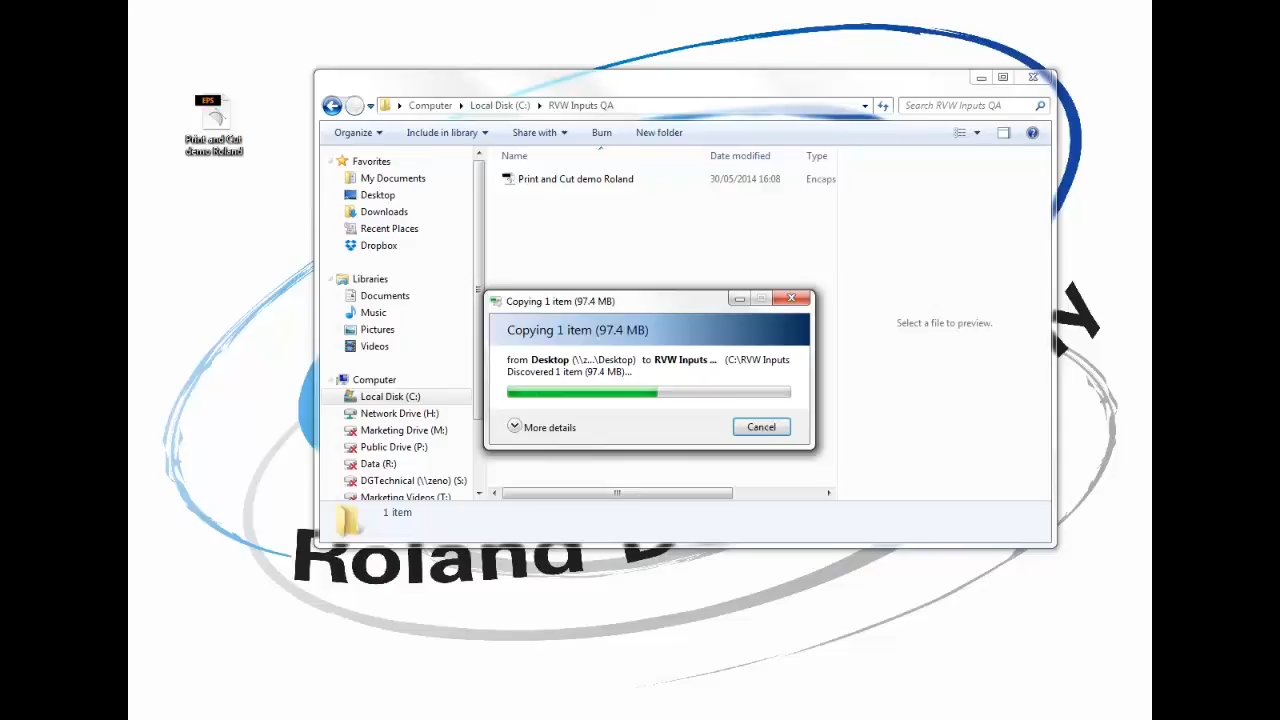 EPS
Print and Cut
demo Roland
Computer
Local Disk (C:)
RVW Inputs QA
Search RVW Inputs QA
Organize
Include in library
Share with
Burn
New folder
Name
Date modified
Type
Print and Cut demo Roland
30/05/2014 16:08
Encaps
Favorites
My Documents
Desktop
Downloads
Recent Places
Dropbox
Libraries
Documents
Music
Pictures
Videos
Computer
Local Disk (C:)
Network Drive (H:)
Marketing Drive (M:)
Public Drive (P:)
Data (R:)
DGTechnical (\\zeno) (S:)
Marketing Videos (T:)
Select a file to preview.
Copying 1 item (97.4 MB)
Copying 1 item (97.4 MB)
from Desktop (\\z...\Desktop) to RVW Inputs ... (C:\RVW Inputs
Discovered 1 item (97.4 MB)...
More details
Cancel
1 item
Roland